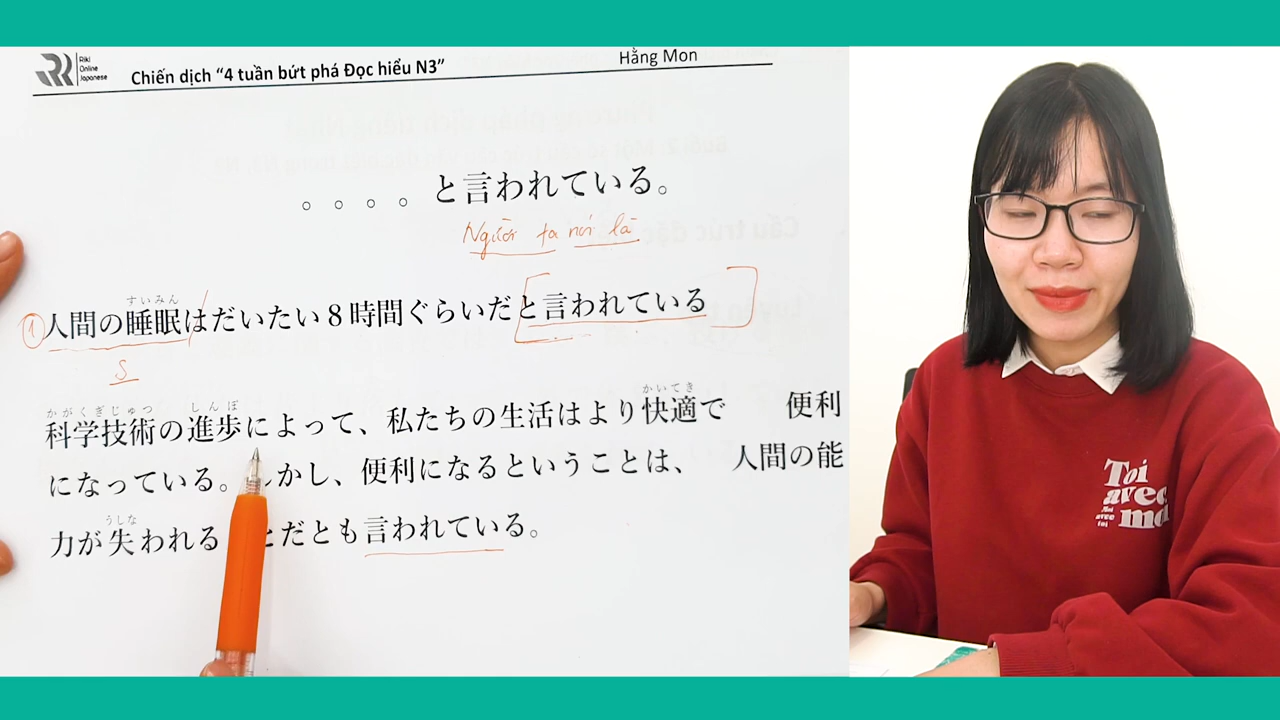 Riki
Online
Japanese
Chiến dịch “4 tuần bứt phá Đọc hiểu N3”
Hằng Mon
。。。。と言われている。
Người ta nói là
すいみん
① 人間の睡眠はだいたい８時間ぐらいだと言われている
S
かがくぎじゅつ しんぽ かいてき
科学技術の進歩によって、私たちの生活はより快適で 便利
になっている。しかし、便利になるということは、 人間の能
うしな
力が失われる とだとも言われている。
Toi
avec
moi